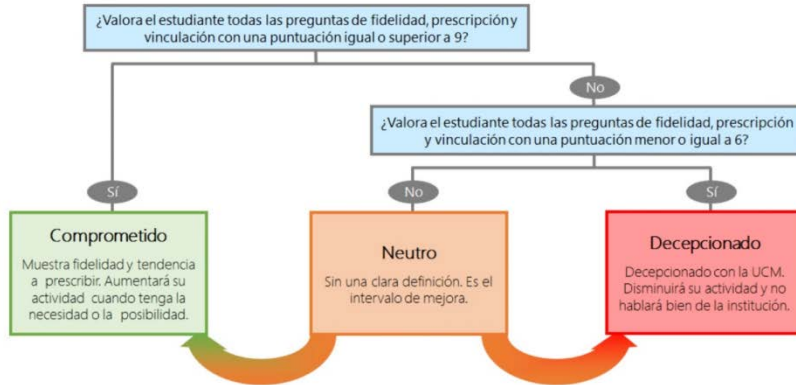 ¿Valora el estudiante todas las preguntas de fidelidad, prescripción y
vinculación con una puntuación igual o superior a 9?
No
¿Valora el estudiante todas las preguntas de fidelidad, prescripción
y vinculación con una puntuación menor o igual a 6?
Sí
No
Sí
Comprometido
Muestra fidelidad y tendencia
a prescribir. Aumentará su
actividad cuando tenga la
necesidad o la posibilidad.
Neutro
Sin una clara definición. Es el
intervalo de mejora.
Decepcionado
Decepcionado con la UCM.
Disminuirá su actividad y no
hablará bien de la institución.